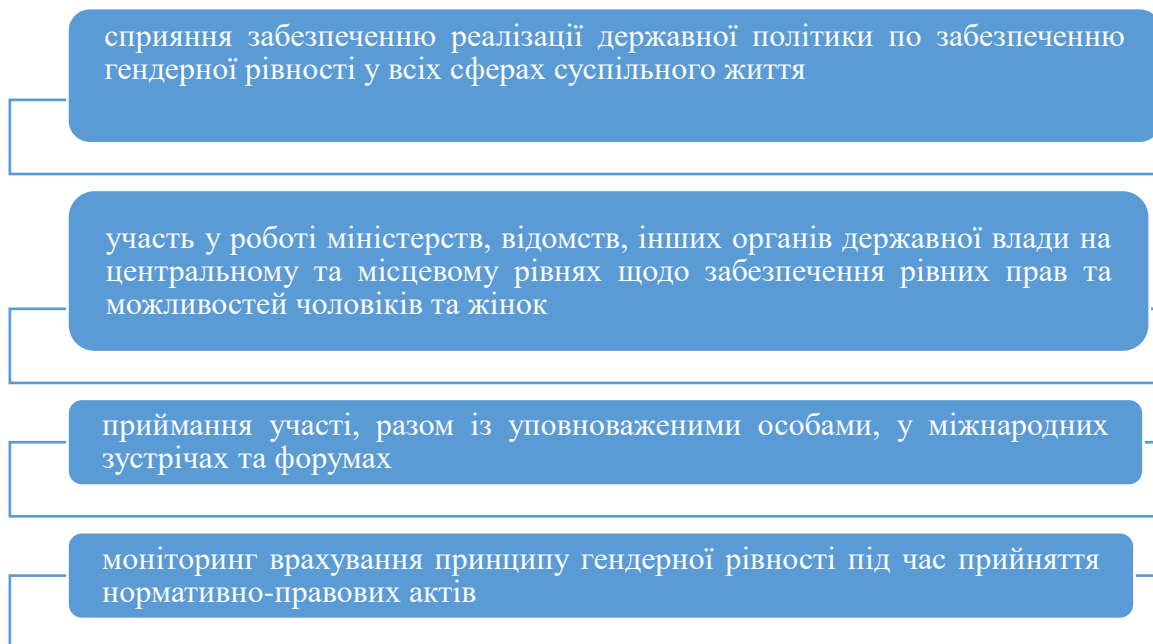 сприяння забезпеченню реалізації державної політики по забезпеченню
гендерної рівності у всіх сферах суспільного життя
участь у роботі міністерств, відомств, інших органів державної влади на
центральному та місцевому рівнях щодо забезпечення рівних прав та
можливостей чоловіків та жінок
приймання участі, разом із уповноваженими особами, у міжнародних
зустрічах та форумах
моніторинг врахування принципу гендерної рівності під час прийняття
нормативно-правових актів